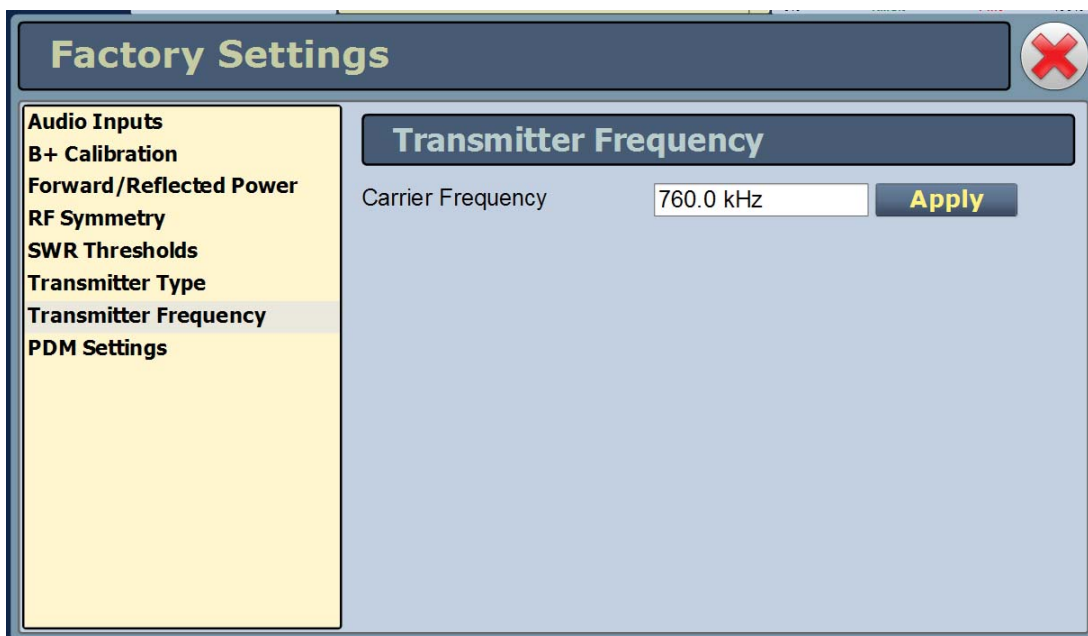 Factory Settings
Audio Inputs
B+ Calibration
Forward/Reflected Power
RF Symmetry
SWR Thresholds
Transmitter Type
Transmitter Frequency
PDM Settings
Transmitter Frequency
Carrier Frequency 760.0 kHz Apply